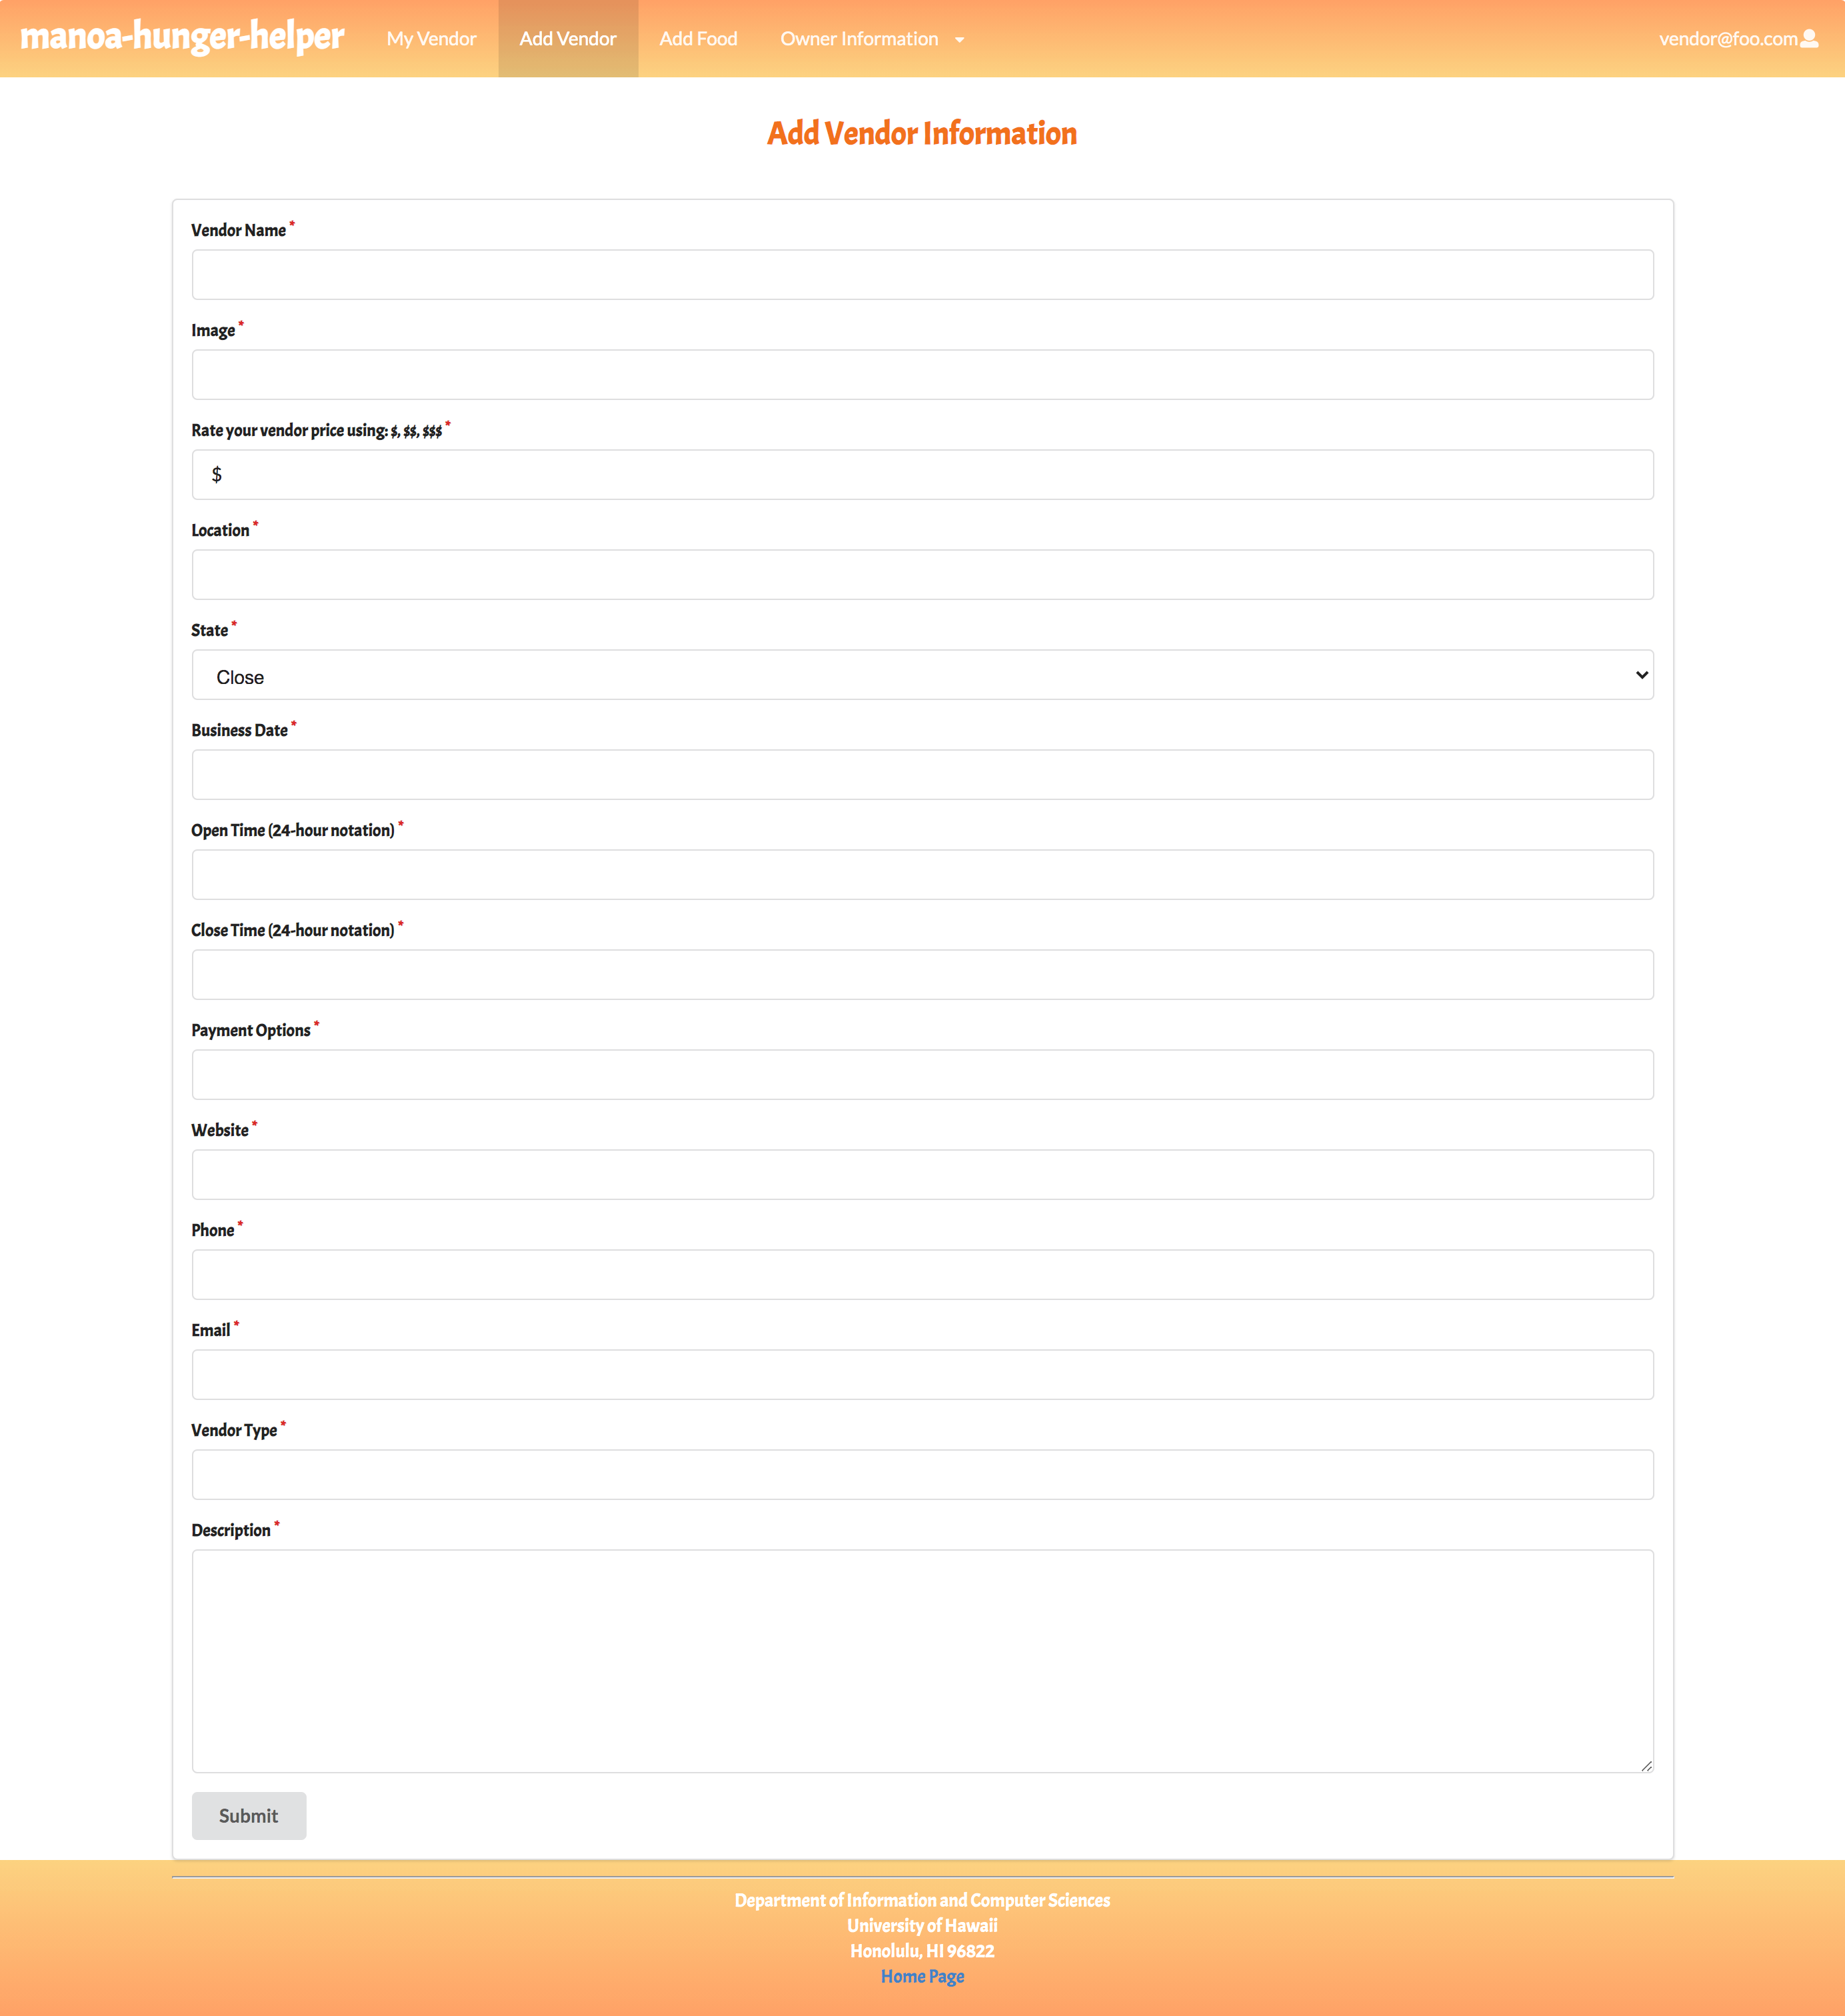 manoa-hunger-helper My Vendor Add Vendor Add Food Owner Information vendor@foo.com
Add Vendor Information
Vendor Name *
Image *
Rate your vendor price using: $, $$, $$$ *
$
Location *
State *
Close
Business Date *
Open Time (24-hour notation) *
Close Time (24-hour notation) *
Payment Options *
Website *
Phone *
Email *
Vendor Type *
Description *
Submit
Department of Information and Computer Sciences
University of Hawaii
Honolulu, HI 96822
Home Page